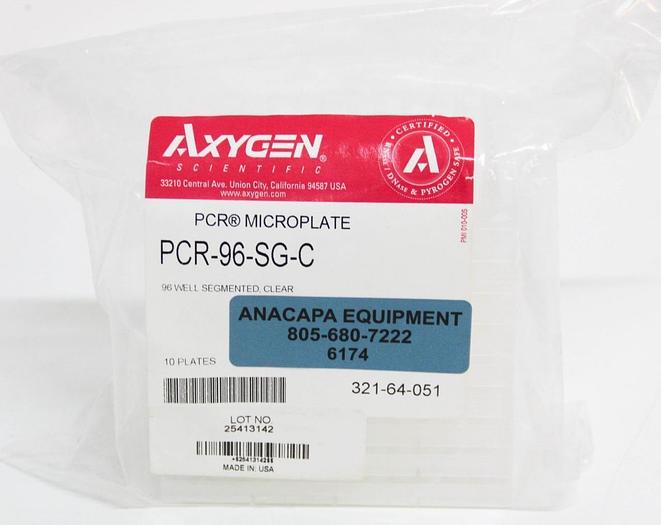 AXYGEN®
SCIENTIFIC
33210 Central Ave. Union City, California 94587 USA
www.axygen.com
CERTIFIED
DNASE & PYROGEN SAFE
PMI 010-005
PCR® MICROPLATE
PCR-96-SG-C
96 WELL SEGMENTED, CLEAR
ANACAPA EQUIPMENT
805-680-7222
6174
10 PLATES
321-64-051
LOT NO.
25413142
MADE IN: USA